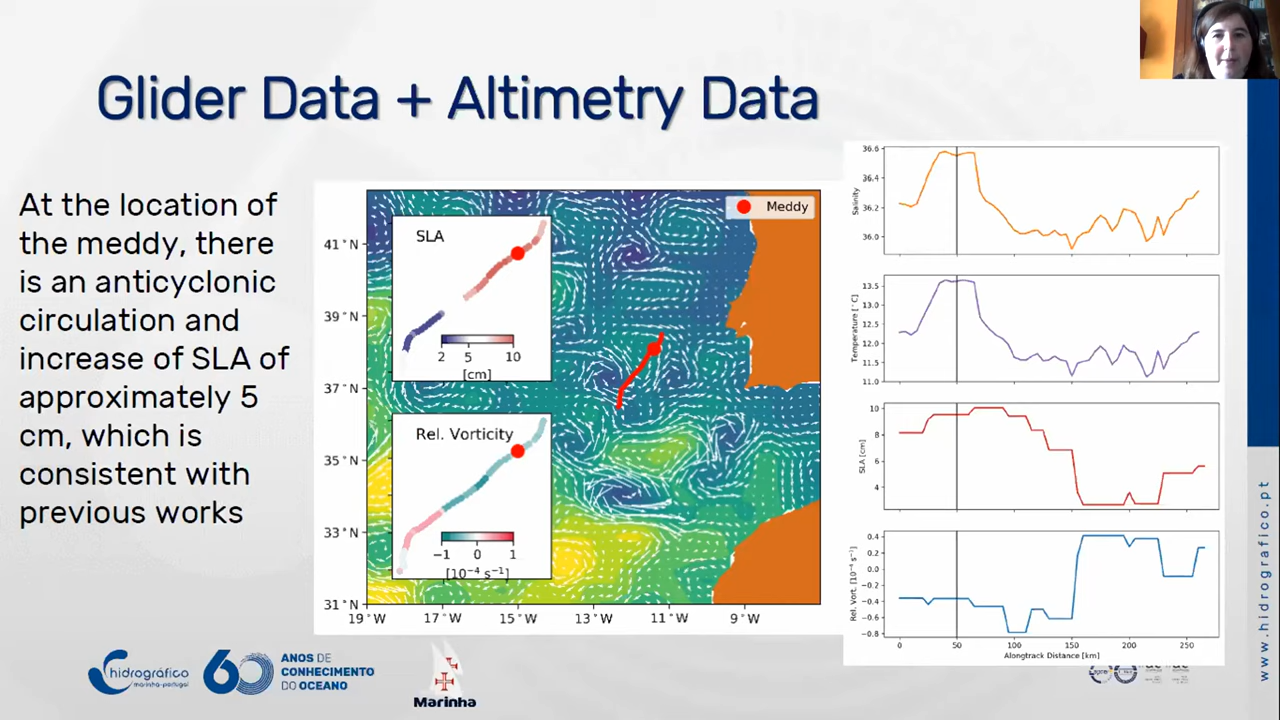 Glider Data + Altimetry Data
At the location of
the meddy, there
is an anticyclonic
circulation and
increase of SLA of
approximately 5
cm, which is
consistent with
previous works
Meddy
SLA
2 5 10
[cm]
Rel. Vorticity
−1 0 1
[10⁻⁴ s⁻¹]
41°N
39°N
37°N
35°N
33°N
31°N
19°W 17°W 15°W 13°W 11°W 9°W
36.6
36.4
36.2
36.0
Salinity
13.5
13.0
12.5
12.0
11.5
11.0
Temperature [°C]
10
8
6
4
SLA [cm]
0.4
0.2
0.0
−0.2
−0.4
−0.6
−0.8
Rel. Vort. [10⁻⁴ s⁻¹]
0 50 100 150 200 250
Alongtrack Distance [km]
www.hidrografico.pt
hidrográfico
marinha-portugal
60
ANOS DE
CONHECIMENTO
DO OCEANO
Marinha